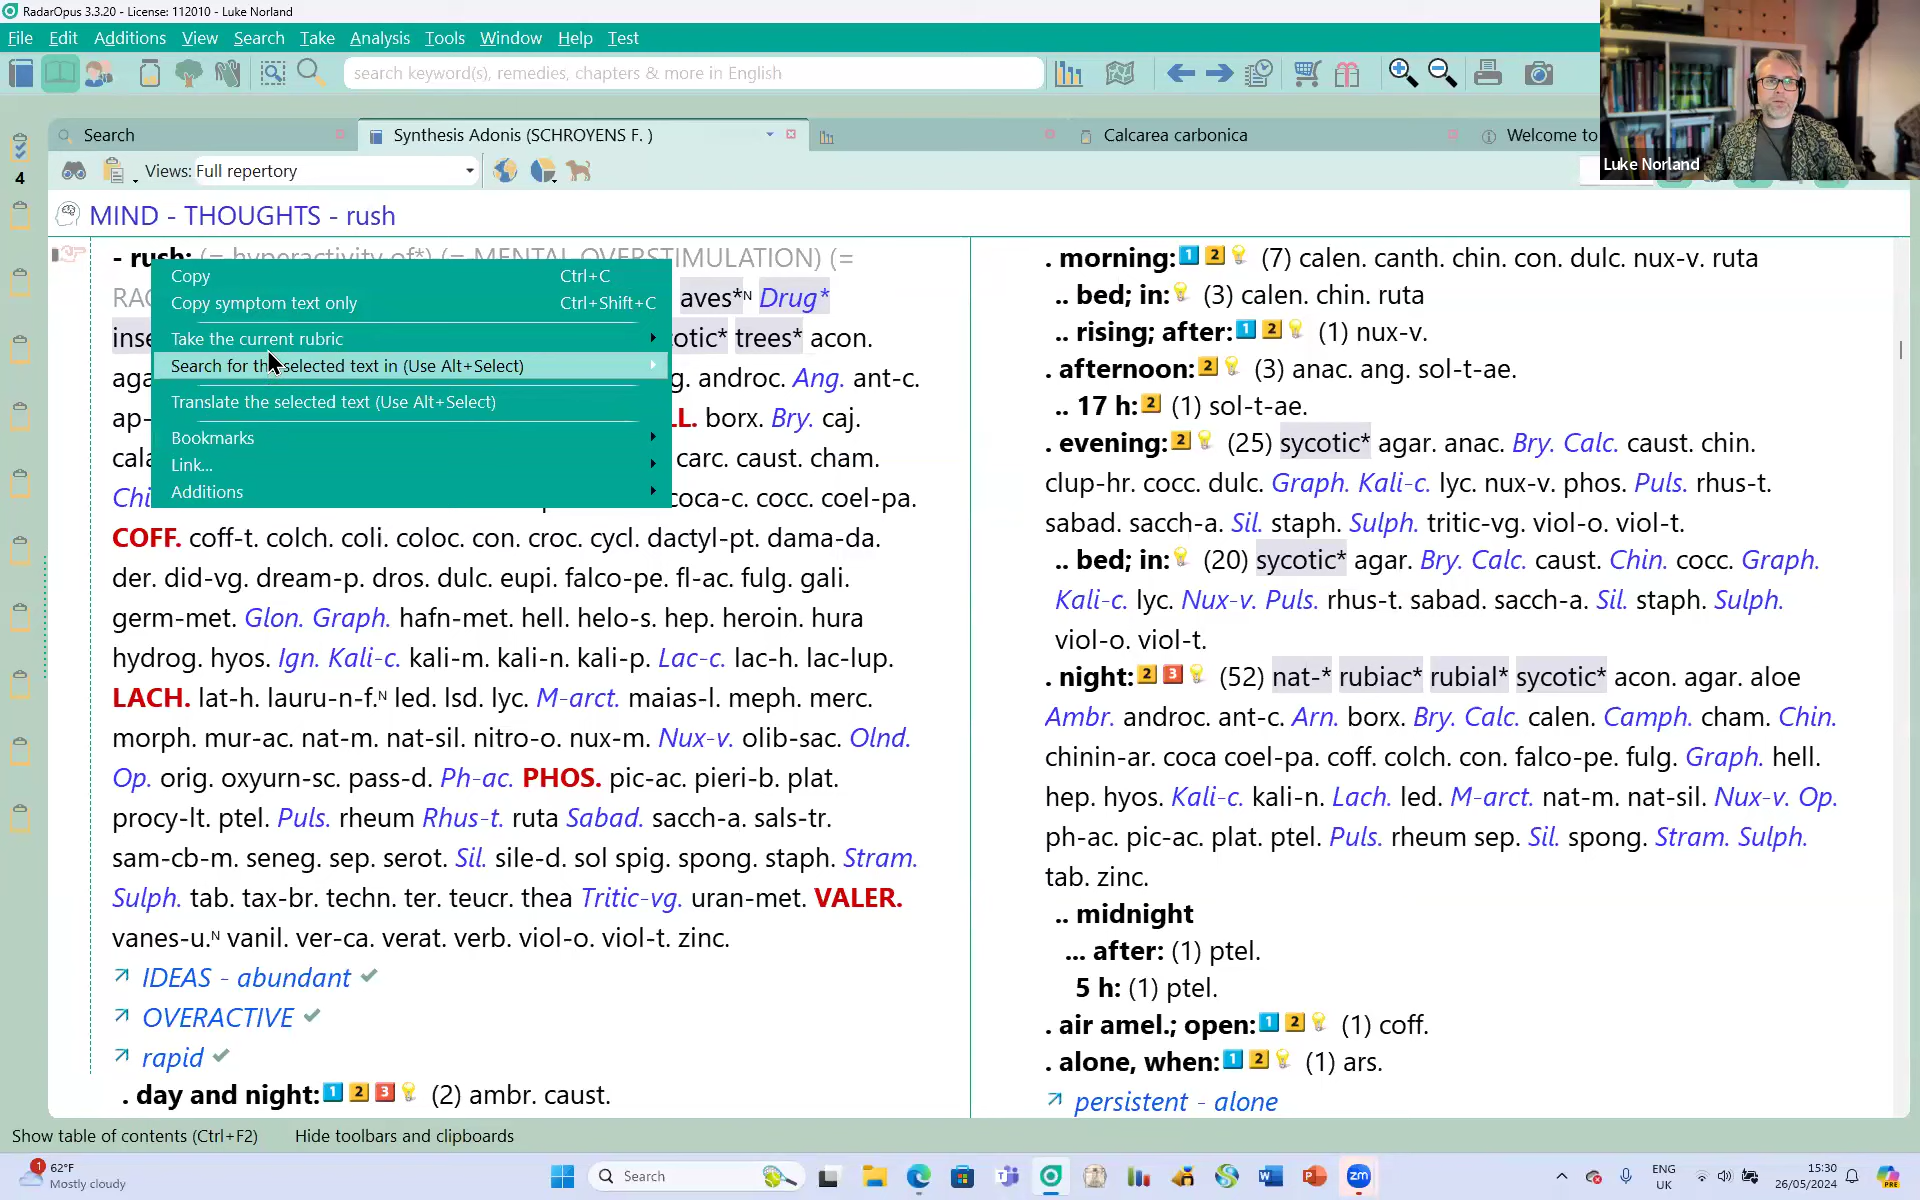 RadarOpus 3.3.20 - License: 112010 - Luke Norland
File Edit Additions View Search Take Analysis Tools Window Help Test
search keyword(s), remedies, chapters & more in English
Search
Synthesis Adonis (SCHROYENS F. )
Calcarea carbonica
Welcome to
Luke Norland
4
Views: Full repertory
MIND - THOUGHTS - rush
- rush: (= hyperactivity of*) (= MENTAL OVERSTIMULATION) (=
aves*ᴺ Drug*
trees* acon.
Copy Ctrl+C
Copy symptom text only Ctrl+Shift+C
Take the current rubric
Search for the selected text in (Use Alt+Select)
Translate the selected text (Use Alt+Select)
Bookmarks
Link...
Additions
g. androc. Ang. ant-c.
LL. borx. Bry. caj.
carc. caust. cham.
coca-c. cocc. coel-pa.
COFF. coff-t. colch. coli. coloc. con. croc. cycl. dactyl-pt. dama-da.
der. did-vg. dream-p. dros. dulc. eupi. falco-pe. fl-ac. fulg. gali.
germ-met. Glon. Graph. hafn-met. hell. helo-s. hep. heroin. hura
hydrog. hyos. Ign. Kali-c. kali-m. kali-n. kali-p. Lac-c. lac-h. lac-lup.
LACH. lat-h. lauru-n-f.ᴺ led. lsd. lyc. M-arct. maias-l. meph. merc.
morph. mur-ac. nat-m. nat-sil. nitro-o. nux-m. Nux-v. olib-sac. Olnd.
Op. orig. oxyurn-sc. pass-d. Ph-ac. PHOS. pic-ac. pieri-b. plat.
procy-lt. ptel. Puls. rheum Rhus-t. ruta Sabad. sacch-a. sals-tr.
sam-cb-m. seneg. sep. serot. Sil. sile-d. sol spig. spong. staph. Stram.
Sulph. tab. tax-br. techn. ter. teucr. thea Tritic-vg. uran-met. VALER.
vanes-u.ᴺ vanil. ver-ca. verat. verb. viol-o. viol-t. zinc.
IDEAS - abundant
OVERACTIVE
rapid
. day and night: 1 2 3 (2) ambr. caust.
. morning: 1 2 (7) calen. canth. chin. con. dulc. nux-v. ruta
.. bed; in: (3) calen. chin. ruta
.. rising; after: 1 2 (1) nux-v.
. afternoon: 2 (3) anac. ang. sol-t-ae.
.. 17 h: 2 (1) sol-t-ae.
. evening: 2 (25) sycotic* agar. anac. Bry. Calc. caust. chin.
clup-hr. cocc. dulc. Graph. Kali-c. lyc. nux-v. phos. Puls. rhus-t.
sabad. sacch-a. Sil. staph. Sulph. tritic-vg. viol-o. viol-t.
.. bed; in: (20) sycotic* agar. Bry. Calc. caust. Chin. cocc. Graph.
Kali-c. lyc. Nux-v. Puls. rhus-t. sabad. sacch-a. Sil. staph. Sulph.
viol-o. viol-t.
. night: 2 3 (52) nat-* rubiac* rubial* sycotic* acon. agar. aloe
Ambr. androc. ant-c. Arn. borx. Bry. Calc. calen. Camph. cham. Chin.
chinin-ar. coca coel-pa. coff. colch. con. falco-pe. fulg. Graph. hell.
hep. hyos. Kali-c. kali-n. Lach. led. M-arct. nat-m. nat-sil. Nux-v. Op.
ph-ac. pic-ac. plat. ptel. Puls. rheum sep. Sil. spong. Stram. Sulph.
tab. zinc.
.. midnight
... after: (1) ptel.
5 h: (1) ptel.
. air amel.; open: 1 2 (1) coff.
. alone, when: 1 2 (1) ars.
persistent - alone
Show table of contents (Ctrl+F2) Hide toolbars and clipboards
1 62°F
Mostly cloudy
Search
ENG
UK
15:30
26/05/2024